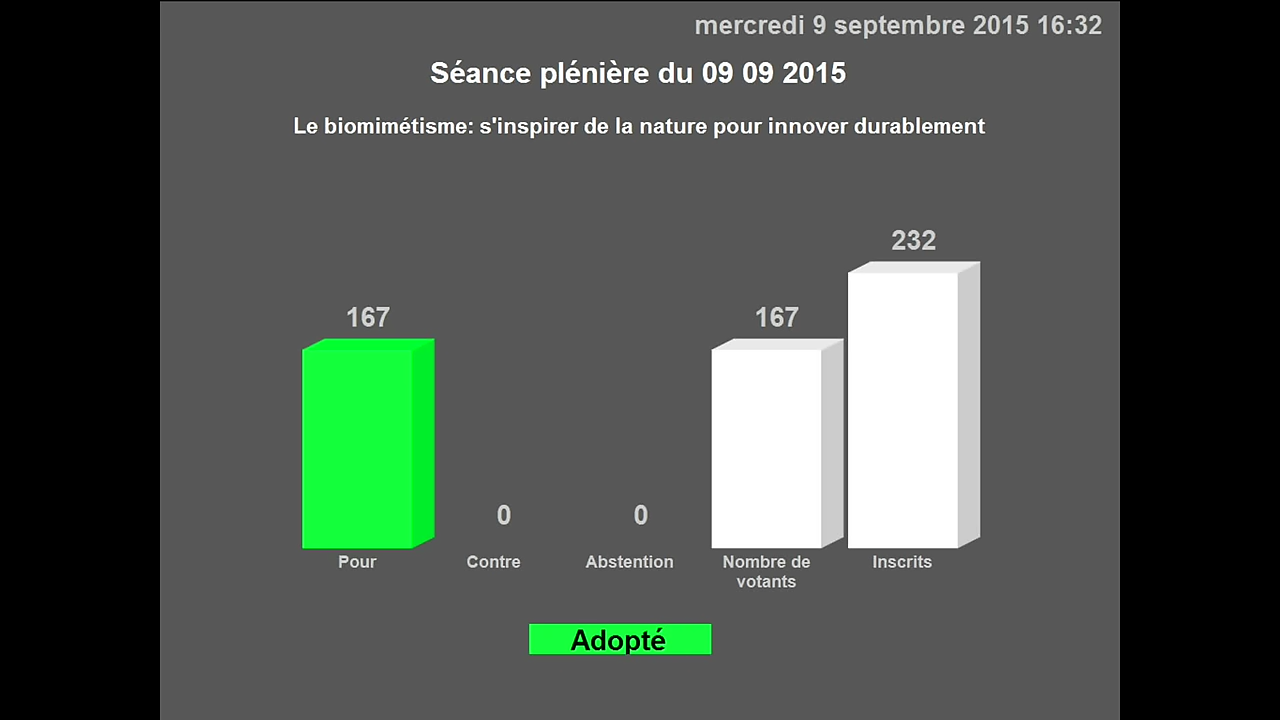 mercredi 9 septembre 2015 16:32
Séance plénière du 09 09 2015
Le biomimétisme: s'inspirer de la nature pour innover durablement
232
167
167
0
0
Pour
Contre
Abstention
Nombre de
votants
Inscrits
Adopté